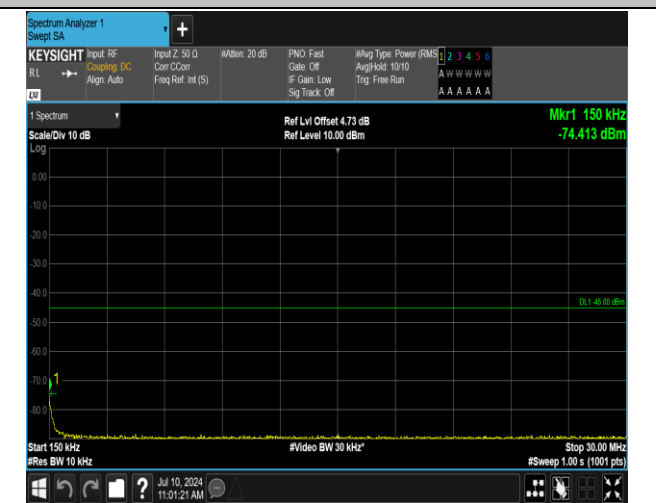 Spectrum Analyzer 1
Swept SA
KEYSIGHT
RL
LXI
Input: RF
Coupling: DC
Align: Auto
Input Z: 50 Ω
Corr CCorr
Freq Ref: Int (S)
#Atten: 20 dB
PNO: Fast
Gate: Off
IF Gain: Low
Sig Track: Off
#Avg Type: Power (RMS
Avg|Hold: 10/10
Trig: Free Run
1 2 3 4 5 6
A W W W W W
A A A A A A
1 Spectrum
Scale/Div 10 dB
Log
Ref Lvl Offset 4.73 dB
Ref Level 10.00 dBm
Mkr1 150 kHz
-74.413 dBm
0.00
-10.0
-20.0
-30.0
-40.0
DL1 -45.00 dBm
-50.0
-60.0
-70.0
1
-80.0
Start 150 kHz
#Res BW 10 kHz
#Video BW 30 kHz*
Stop 30.00 MHz
#Sweep 1.00 s (1001 pts)
?
Jul 10, 2024
11:01:21 AM